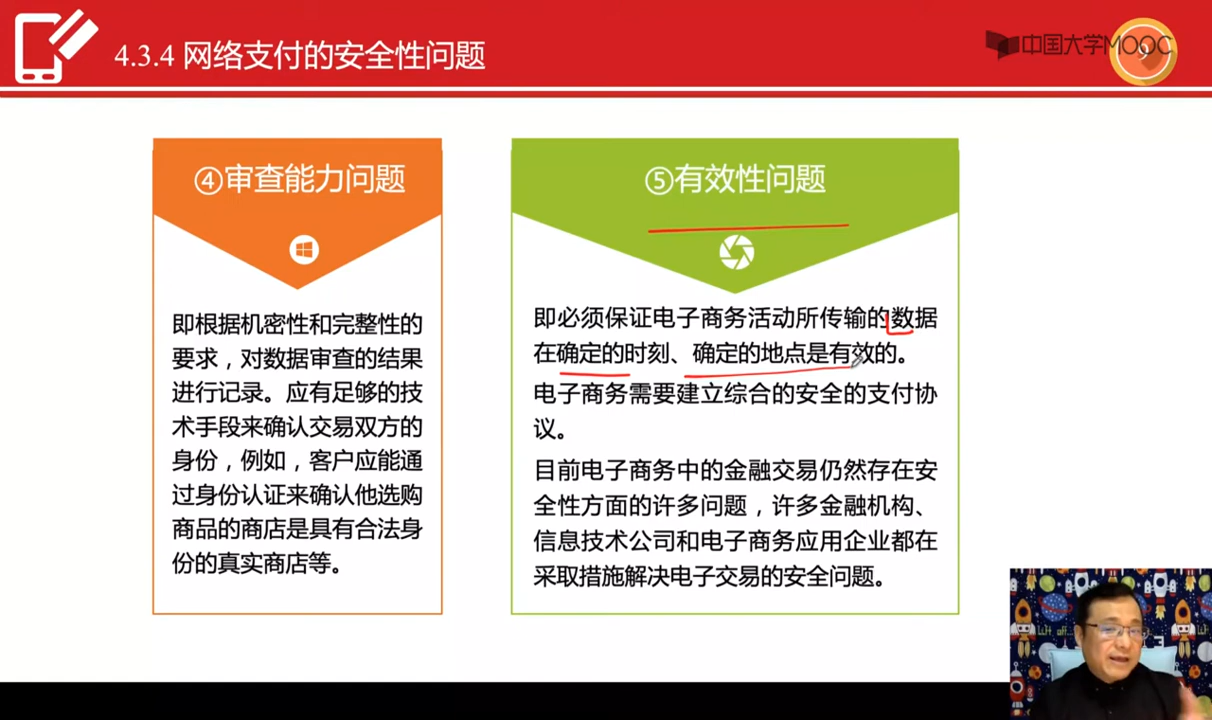 4.3.4 网络支付的安全性问题
中国大学MOOC
9
④审查能力问题
即根据机密性和完整性的
要求，对数据审查的结果
进行记录。应有足够的技
术手段来确认交易双方的
身份，例如，客户应能通
过身份认证来确认他选购
商品的商店是具有合法身
份的真实商店等。
⑤有效性问题
即必须保证电子商务活动所传输的数据
在确定的时刻、确定的地点是有效的。
电子商务需要建立综合的安全的支付协
议。
目前电子商务中的金融交易仍然存在安
全性方面的许多问题，许多金融机构、
信息技术公司和电子商务应用企业都在
采取措施解决电子交易的安全问题。